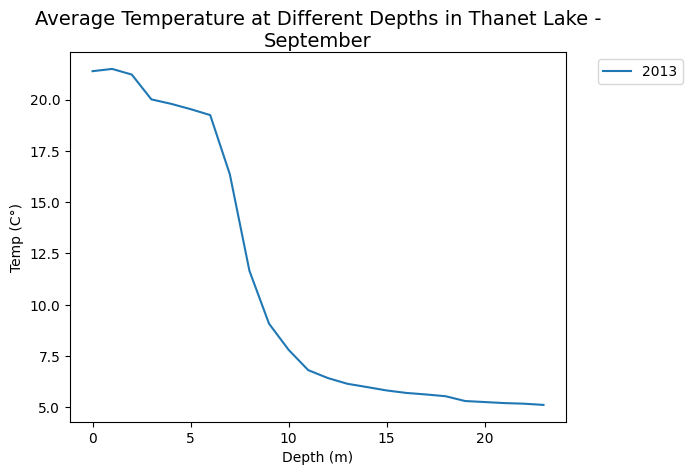 Average Temperature at Different Depths in Thanet Lake -
September
2013
20.0
17.5
15.0
12.5
10.0
7.5
5.0
Temp (C°)
0 5 10 15 20
Depth (m)